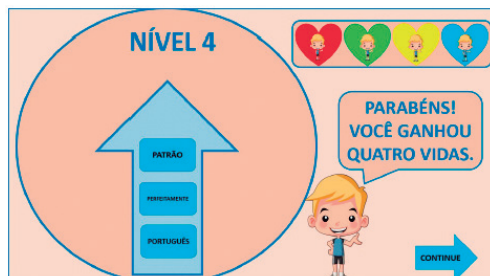 NÍVEL 4
PATRÃO
PERFEITAMENTE
PORTUGUÊS
PARABÉNS!
VOCÊ GANHOU
QUATRO VIDAS.
CONTINUE